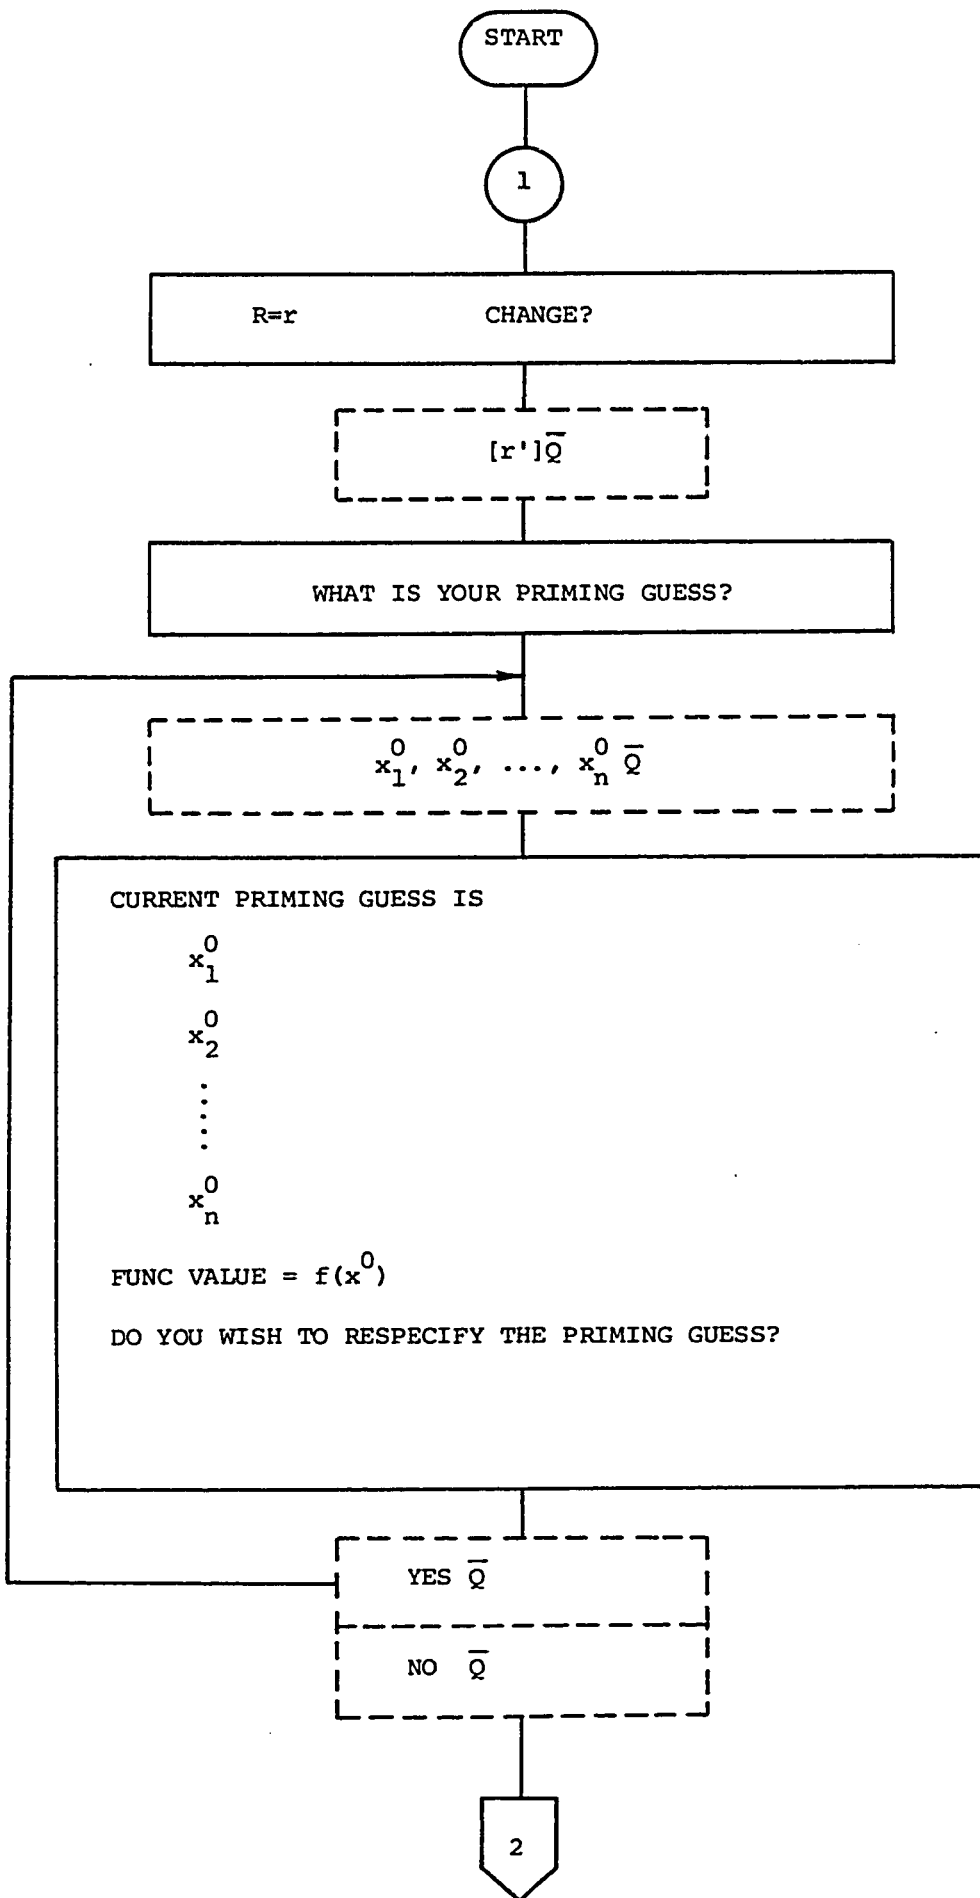 START
1
R=r CHANGE?
[r']Q̅
WHAT IS YOUR PRIMING GUESS?
x₁⁰, x₂⁰, ..., xₙ⁰ Q̅
CURRENT PRIMING GUESS IS
x₁⁰
x₂⁰
.
.
.
.
.
xₙ⁰
FUNC VALUE = f(x⁰)
DO YOU WISH TO RESPECIFY THE PRIMING GUESS?
YES Q̅
NO Q̅
2